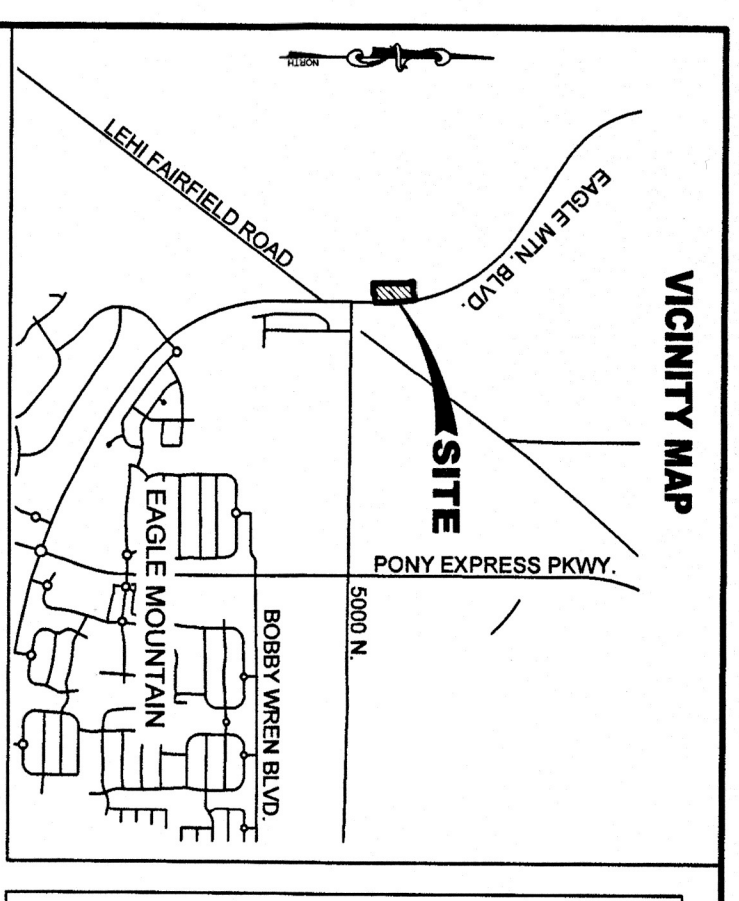 VICINITY MAP
NORTH
EAGLE MTN. BLVD.
LEHI FAIRFIELD ROAD
SITE
PONY EXPRESS PKWY.
5000 N.
BOBBY WREN BLVD.
EAGLE MOUNTAIN